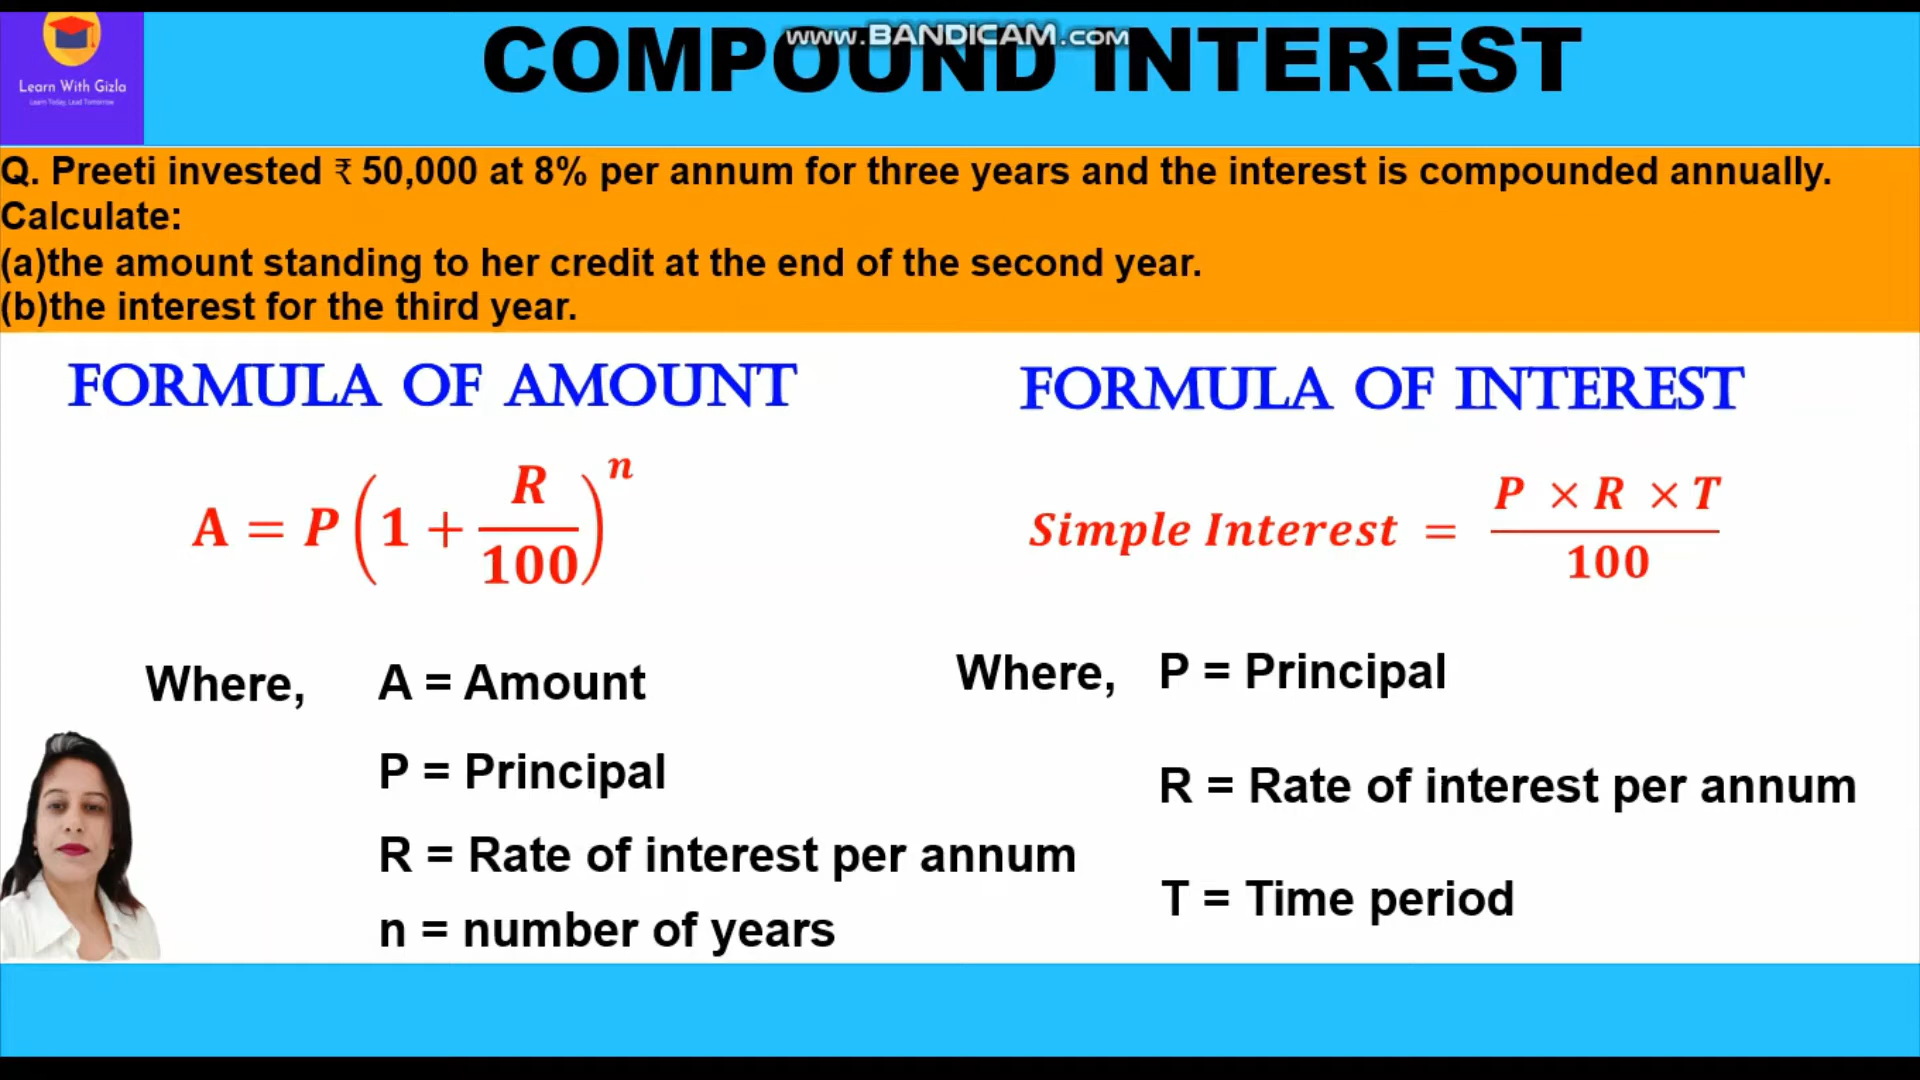 www.BANDICAM.com
COMPOUND INTEREST
Learn With Gizla
Learn Today, Lead Tomorrow
Q. Preeti invested ₹ 50,000 at 8% per annum for three years and the interest is compounded annually.
Calculate:
(a)the amount standing to her credit at the end of the second year.
(b)the interest for the third year.
FORMULA OF AMOUNT
A = P(1 + R/100)^n
Where, A = Amount
P = Principal
R = Rate of interest per annum
n = number of years
FORMULA OF INTEREST
Simple Interest = P × R × T / 100
Where, P = Principal
R = Rate of interest per annum
T = Time period